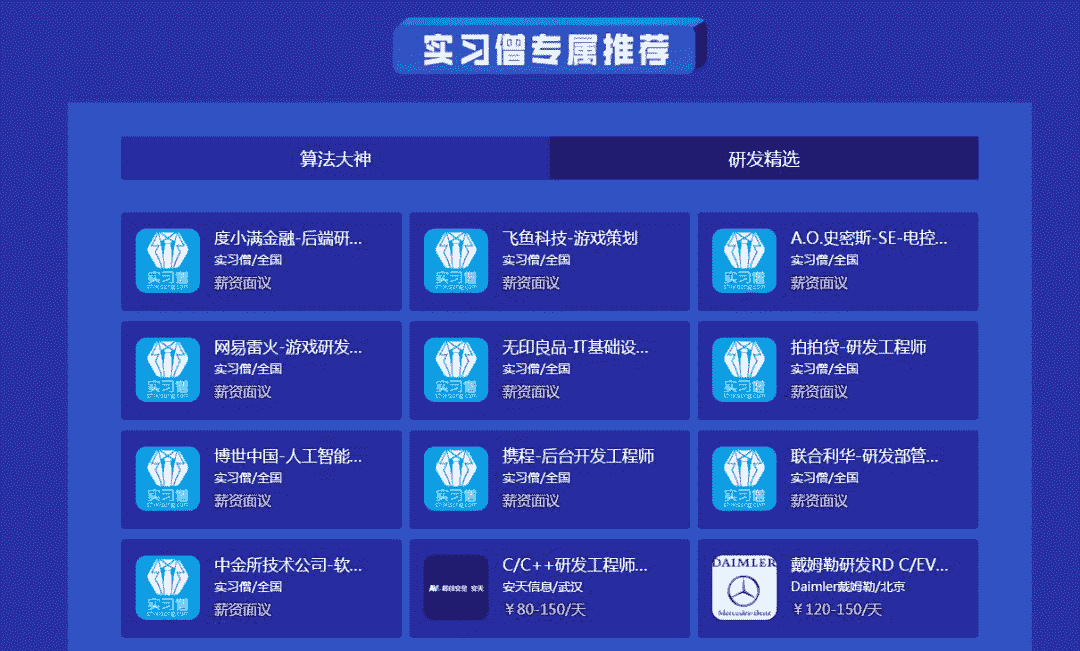 实习僧专属推荐
算法大神
研发精选
实习僧
shixiseng.com
度小满金融-后端研...
实习僧/全国
薪资面议
实习僧
shixiseng.com
飞鱼科技-游戏策划
实习僧/全国
薪资面议
实习僧
shixiseng.com
A.O.史密斯-SE-电控...
实习僧/全国
薪资面议
实习僧
shixiseng.com
网易雷火-游戏研发...
实习僧/全国
薪资面议
实习僧
shixiseng.com
无印良品-IT基础设...
实习僧/全国
薪资面议
实习僧
shixiseng.com
拍拍贷-研发工程师
实习僧/全国
薪资面议
实习僧
shixiseng.com
博世中国-人工智能...
实习僧/全国
薪资面议
实习僧
shixiseng.com
携程-后台开发工程师
实习僧/全国
薪资面议
实习僧
shixiseng.com
联合利华-研发部管...
实习僧/全国
薪资面议
实习僧
shixiseng.com
中金所技术公司-软...
实习僧/全国
薪资面议
安天
C/C++研发工程师...
安天信息/武汉
￥80-150/天
DAIMLER
Mercedes-Benz
戴姆勒研发RD C/EV...
Daimler戴姆勒/北京
￥120-150/天